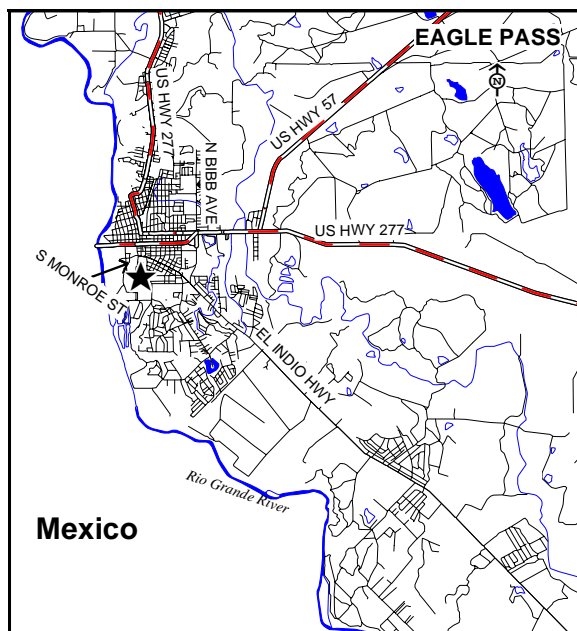 EAGLE PASS
N
US HWY 57
US HWY 277
N BIBB AVE
US HWY 277
S MONROE ST
EL INDIO HWY
Rio Grande River
Mexico